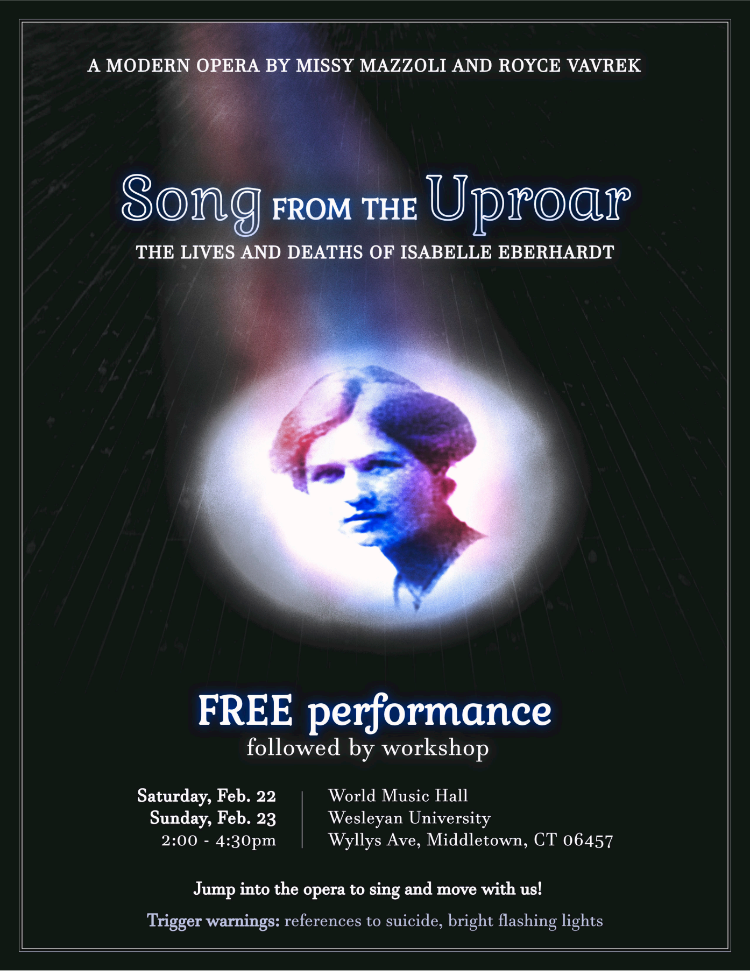 A MODERN OPERA BY MISSY MAZZOLI AND ROYCE VAVREK
Song FROM THE Uproar
THE LIVES AND DEATHS OF ISABELLE EBERHARDT
FREE performance
followed by workshop
Saturday, Feb. 22
Sunday, Feb. 23
2:00 - 4:30pm
World Music Hall
Wesleyan University
Wyllys Ave, Middletown, CT 06457
Jump into the opera to sing and move with us!
Trigger warnings: references to suicide, bright flashing lights